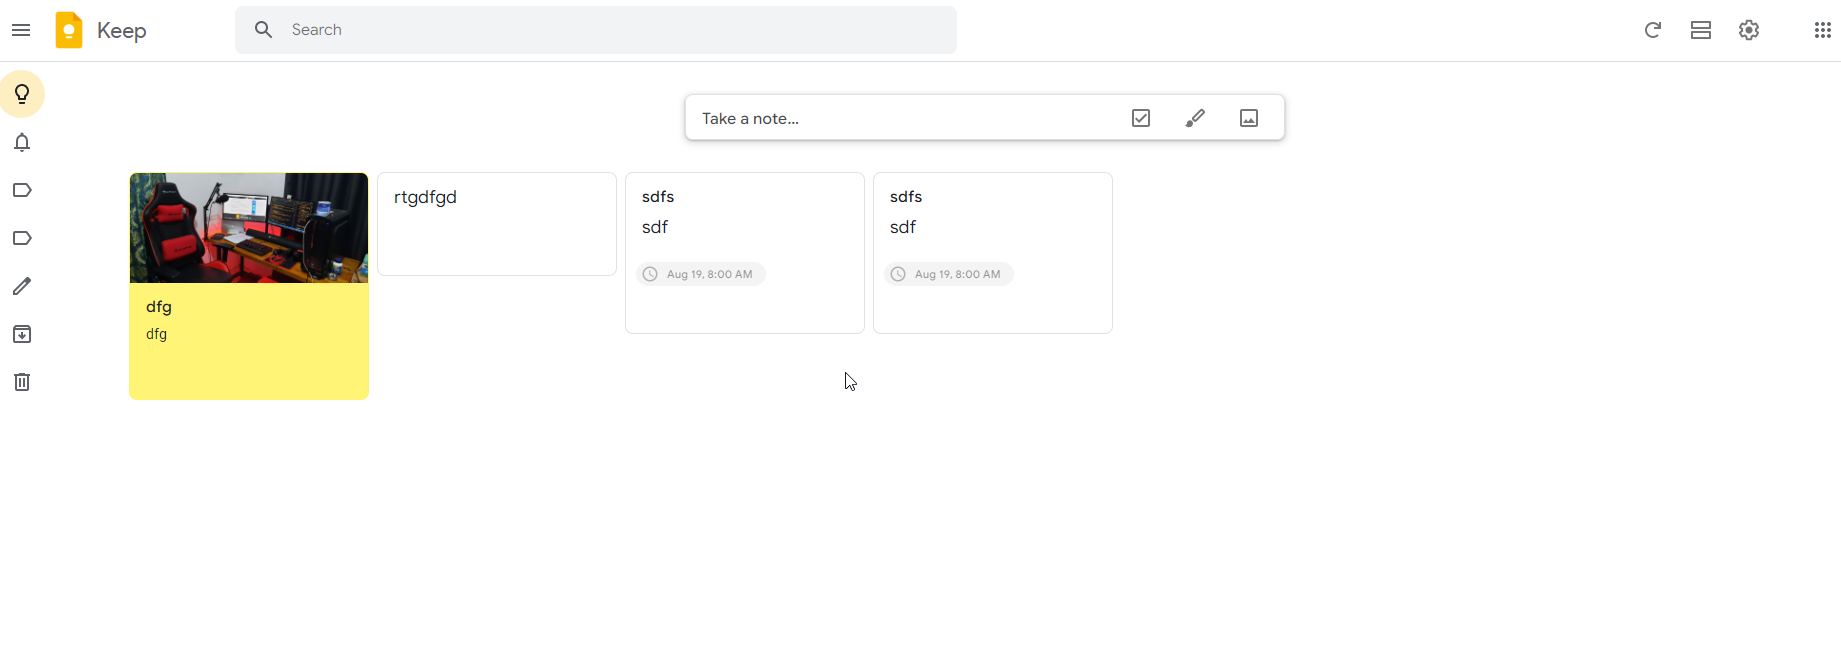 Keep
Search
Take a note...
dfg
dfg
rtgdfgd
sdfs
sdf
Aug 19, 8:00 AM
sdfs
sdf
Aug 19, 8:00 AM